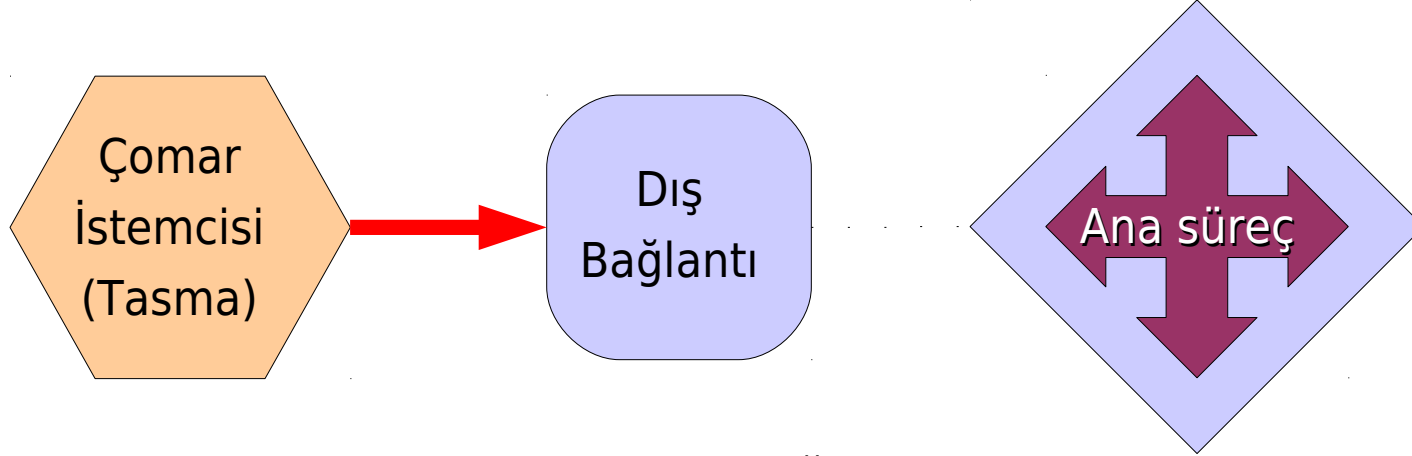 Çomar
İstemcisi
(Tasma)
Dış
Bağlantı
Ana süreç